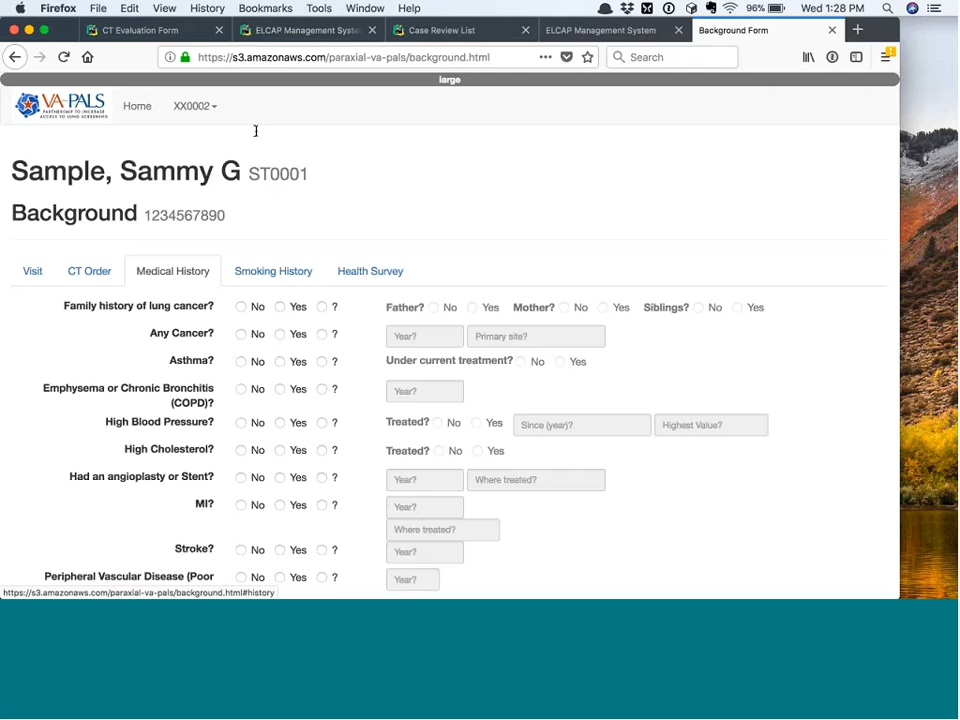 Firefox File Edit View History Bookmarks Tools Window Help 96% Wed 1:28 PM
CT Evaluation Form ELCAP Management Syste Case Review List ELCAP Management System Background Form
https://s3.amazonaws.com/paraxial-va-pals/background.html Search
large
VA-PALS Home XX0002
PARTNERSHIP TO INCREASE
ACCESS TO LUNG SCREENING
Sample, Sammy G ST0001
Background 1234567890
Visit CT Order Medical History Smoking History Health Survey
Family history of lung cancer? No Yes ? Father? No Yes Mother? No Yes Siblings? No Yes
Any Cancer? No Yes ? Year? Primary site?
Asthma? No Yes ? Under current treatment? No Yes
Emphysema or Chronic Bronchitis No Yes ? Year?
(COPD)?
High Blood Pressure? No Yes ? Treated? No Yes Since (year)? Highest Value?
High Cholesterol? No Yes ? Treated? No Yes
Had an angioplasty or Stent? No Yes ? Year? Where treated?
MI? No Yes ? Year?
Where treated?
Stroke? No Yes ? Year?
Peripheral Vascular Disease (Poor No Yes ? Year?
https://s3.amazonaws.com/paraxial-va-pals/background.html#history